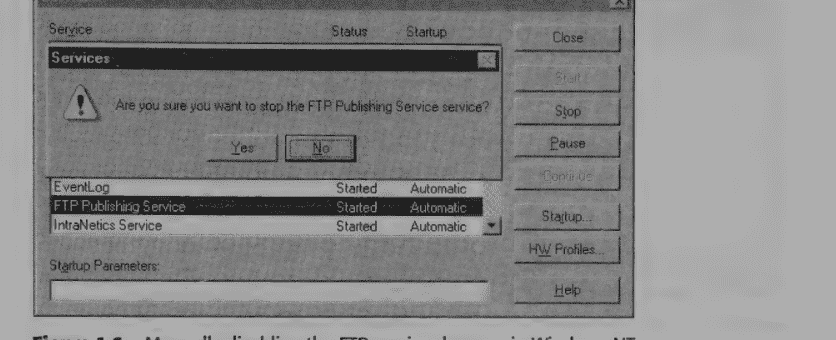 Service Status Startup
Close
Services
Start
Are you sure you want to stop the FTP Publishing Service service?
Stop
Yes No
Pause
Continue
EventLog Started Automatic
FTP Publishing Service Started Automatic
Startup...
IntraNetics Service Started Automatic
HW Profiles...
Startup Parameters:
Help
Manually disabling the FTP service daemon in Windows NT